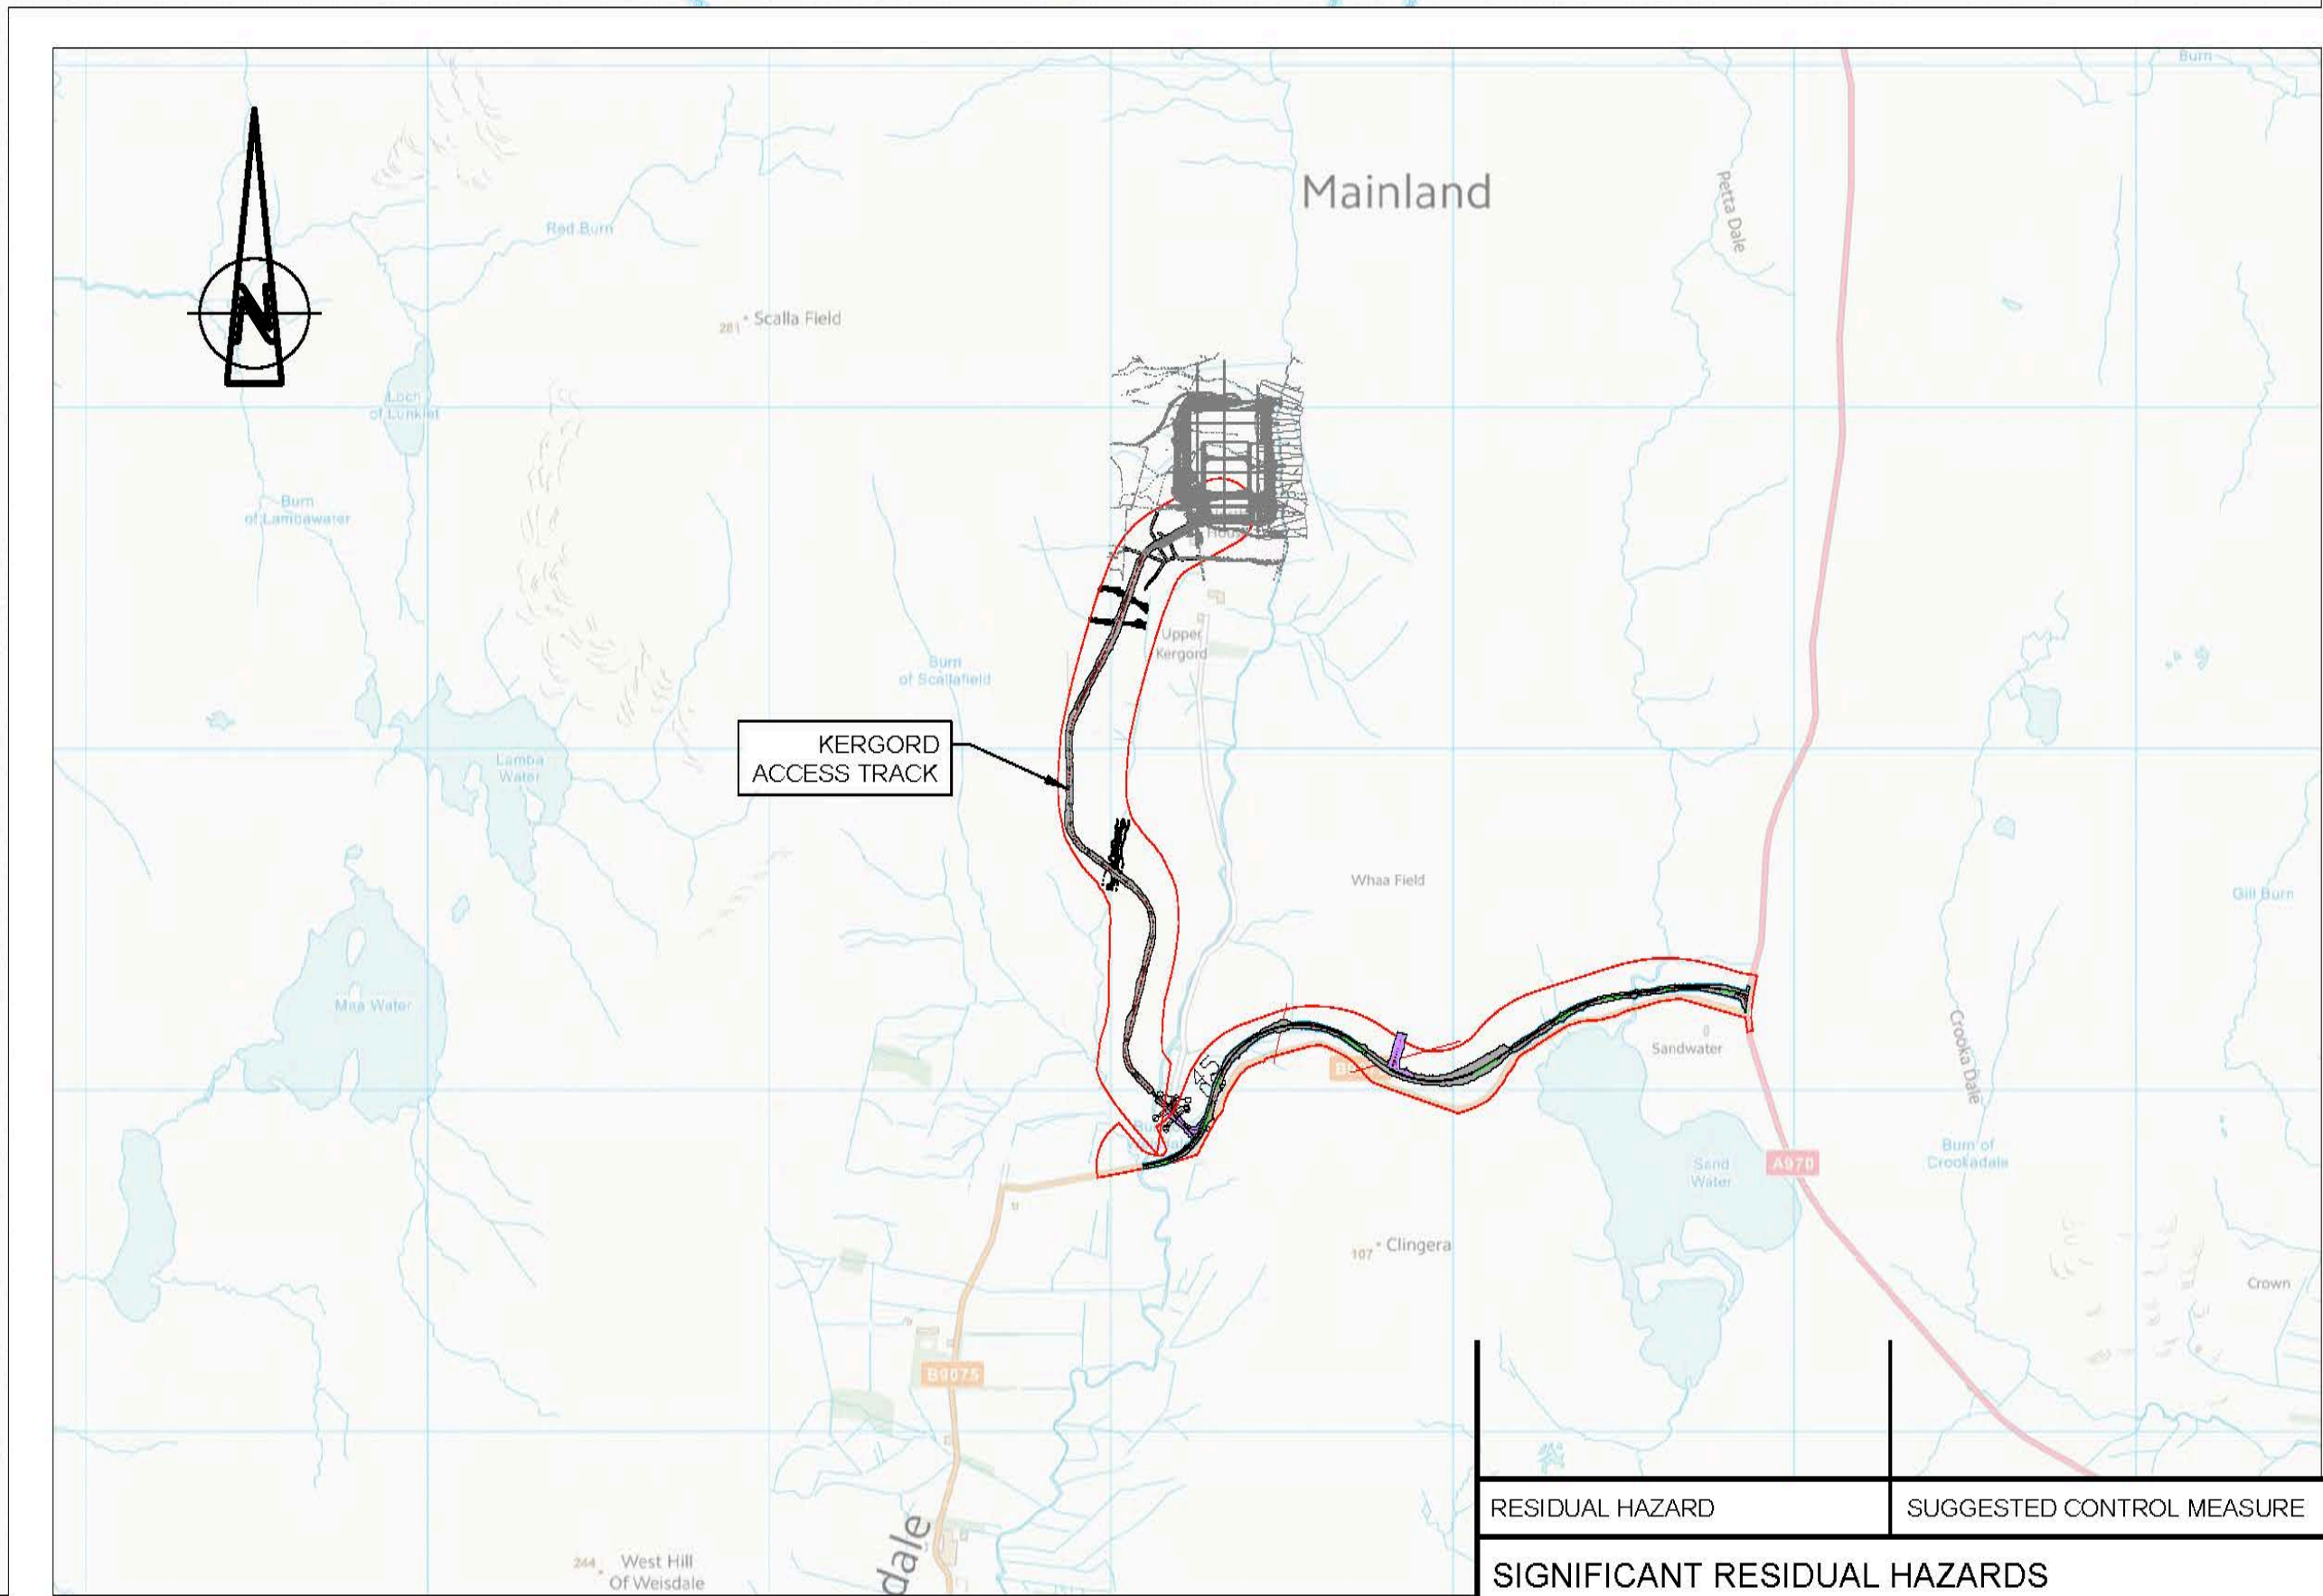 Burn
Mainland
Petta Dale
Red Burn
N
281 Scalla Field
Loch
of Lunklet
Burn
of Lambawater
Upper
Kergord
Burn
of Scallafield
KERGORD
ACCESS TRACK
Lamba
Water
Whaa Field
Gill Burn
Maa Water
Sandwater
Crooka Dale
Burn of
Crookadale
Sand
Water
A970
107 Clingera
Crown
B9075
RESIDUAL HAZARD
SUGGESTED CONTROL MEASURE
dale
244 West Hill
Of Weisdale
SIGNIFICANT RESIDUAL HAZARDS